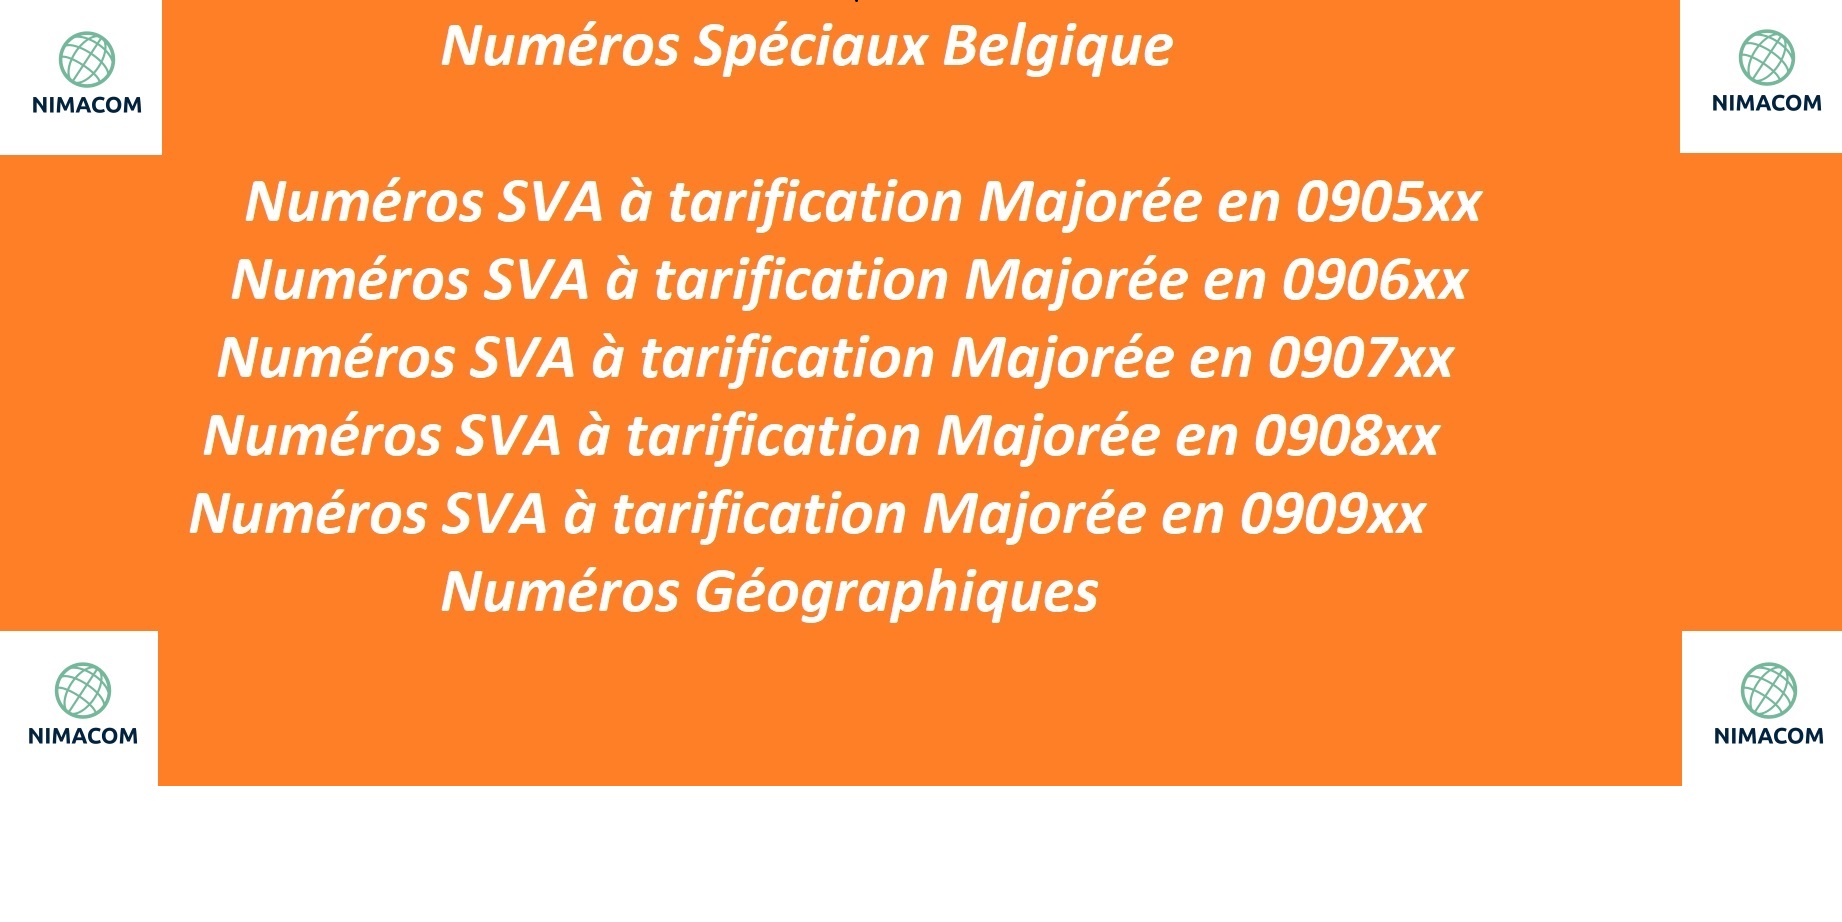 Numéros Spéciaux Belgique
NIMACOM
NIMACOM
Numéros SVA à tarification Majorée en 0905xx
Numéros SVA à tarification Majorée en 0906xx
Numéros SVA à tarification Majorée en 0907xx
Numéros SVA à tarification Majorée en 0908xx
Numéros SVA à tarification Majorée en 0909xx
Numéros Géographiques
NIMACOM
NIMACOM